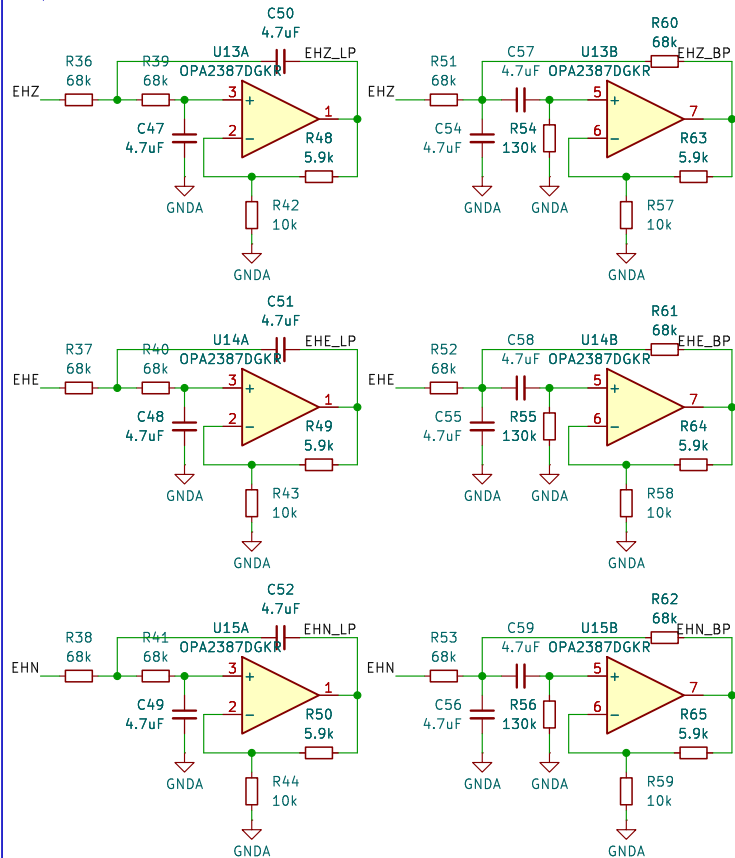 C50
4.7uF
R36
68k
R39
68k
U13A
OPA2387DGKR
EHZ_LP
EHZ
3
+
2
−
1
C47
4.7uF
R48
5.9k
GNDA
R42
10k
GNDA
R60
68k
R51
68k
C57
4.7uF
U13B
OPA2387DGKR
EHZ_BP
EHZ
5
+
6
−
7
C54
4.7uF
R54
130k
R63
5.9k
GNDA
GNDA
R57
10k
GNDA
C51
4.7uF
R37
68k
R40
68k
U14A
OPA2387DGKR
EHE_LP
EHE
3
+
2
−
1
C48
4.7uF
R49
5.9k
GNDA
R43
10k
GNDA
R61
68k
R52
68k
C58
4.7uF
U14B
OPA2387DGKR
EHE_BP
EHE
5
+
6
−
7
C55
4.7uF
R55
130k
R64
5.9k
GNDA
GNDA
R58
10k
GNDA
C52
4.7uF
R38
68k
R41
68k
U15A
OPA2387DGKR
EHN_LP
EHN
3
+
2
−
1
C49
4.7uF
R50
5.9k
GNDA
R44
10k
GNDA
R62
68k
R53
68k
C59
4.7uF
U15B
OPA2387DGKR
EHN_BP
EHN
5
+
6
−
7
C56
4.7uF
R56
130k
R65
5.9k
GNDA
GNDA
R59
10k
GNDA